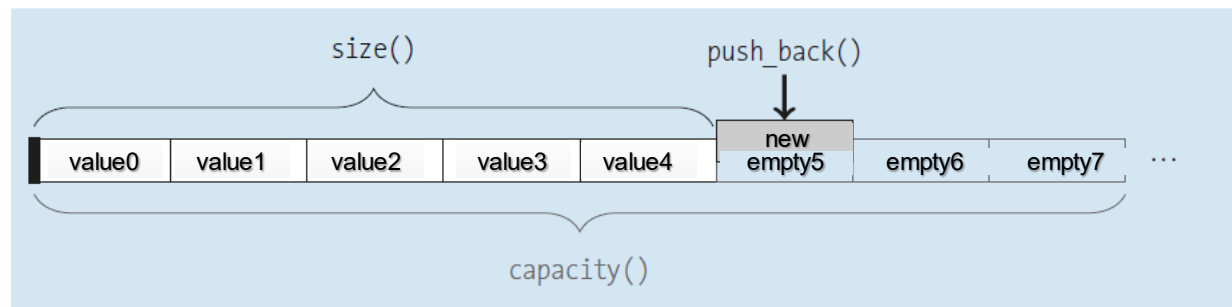 size() push_back()
new
value0 value1 value2 value3 value4 empty5 empty6 empty7 ...
capacity()